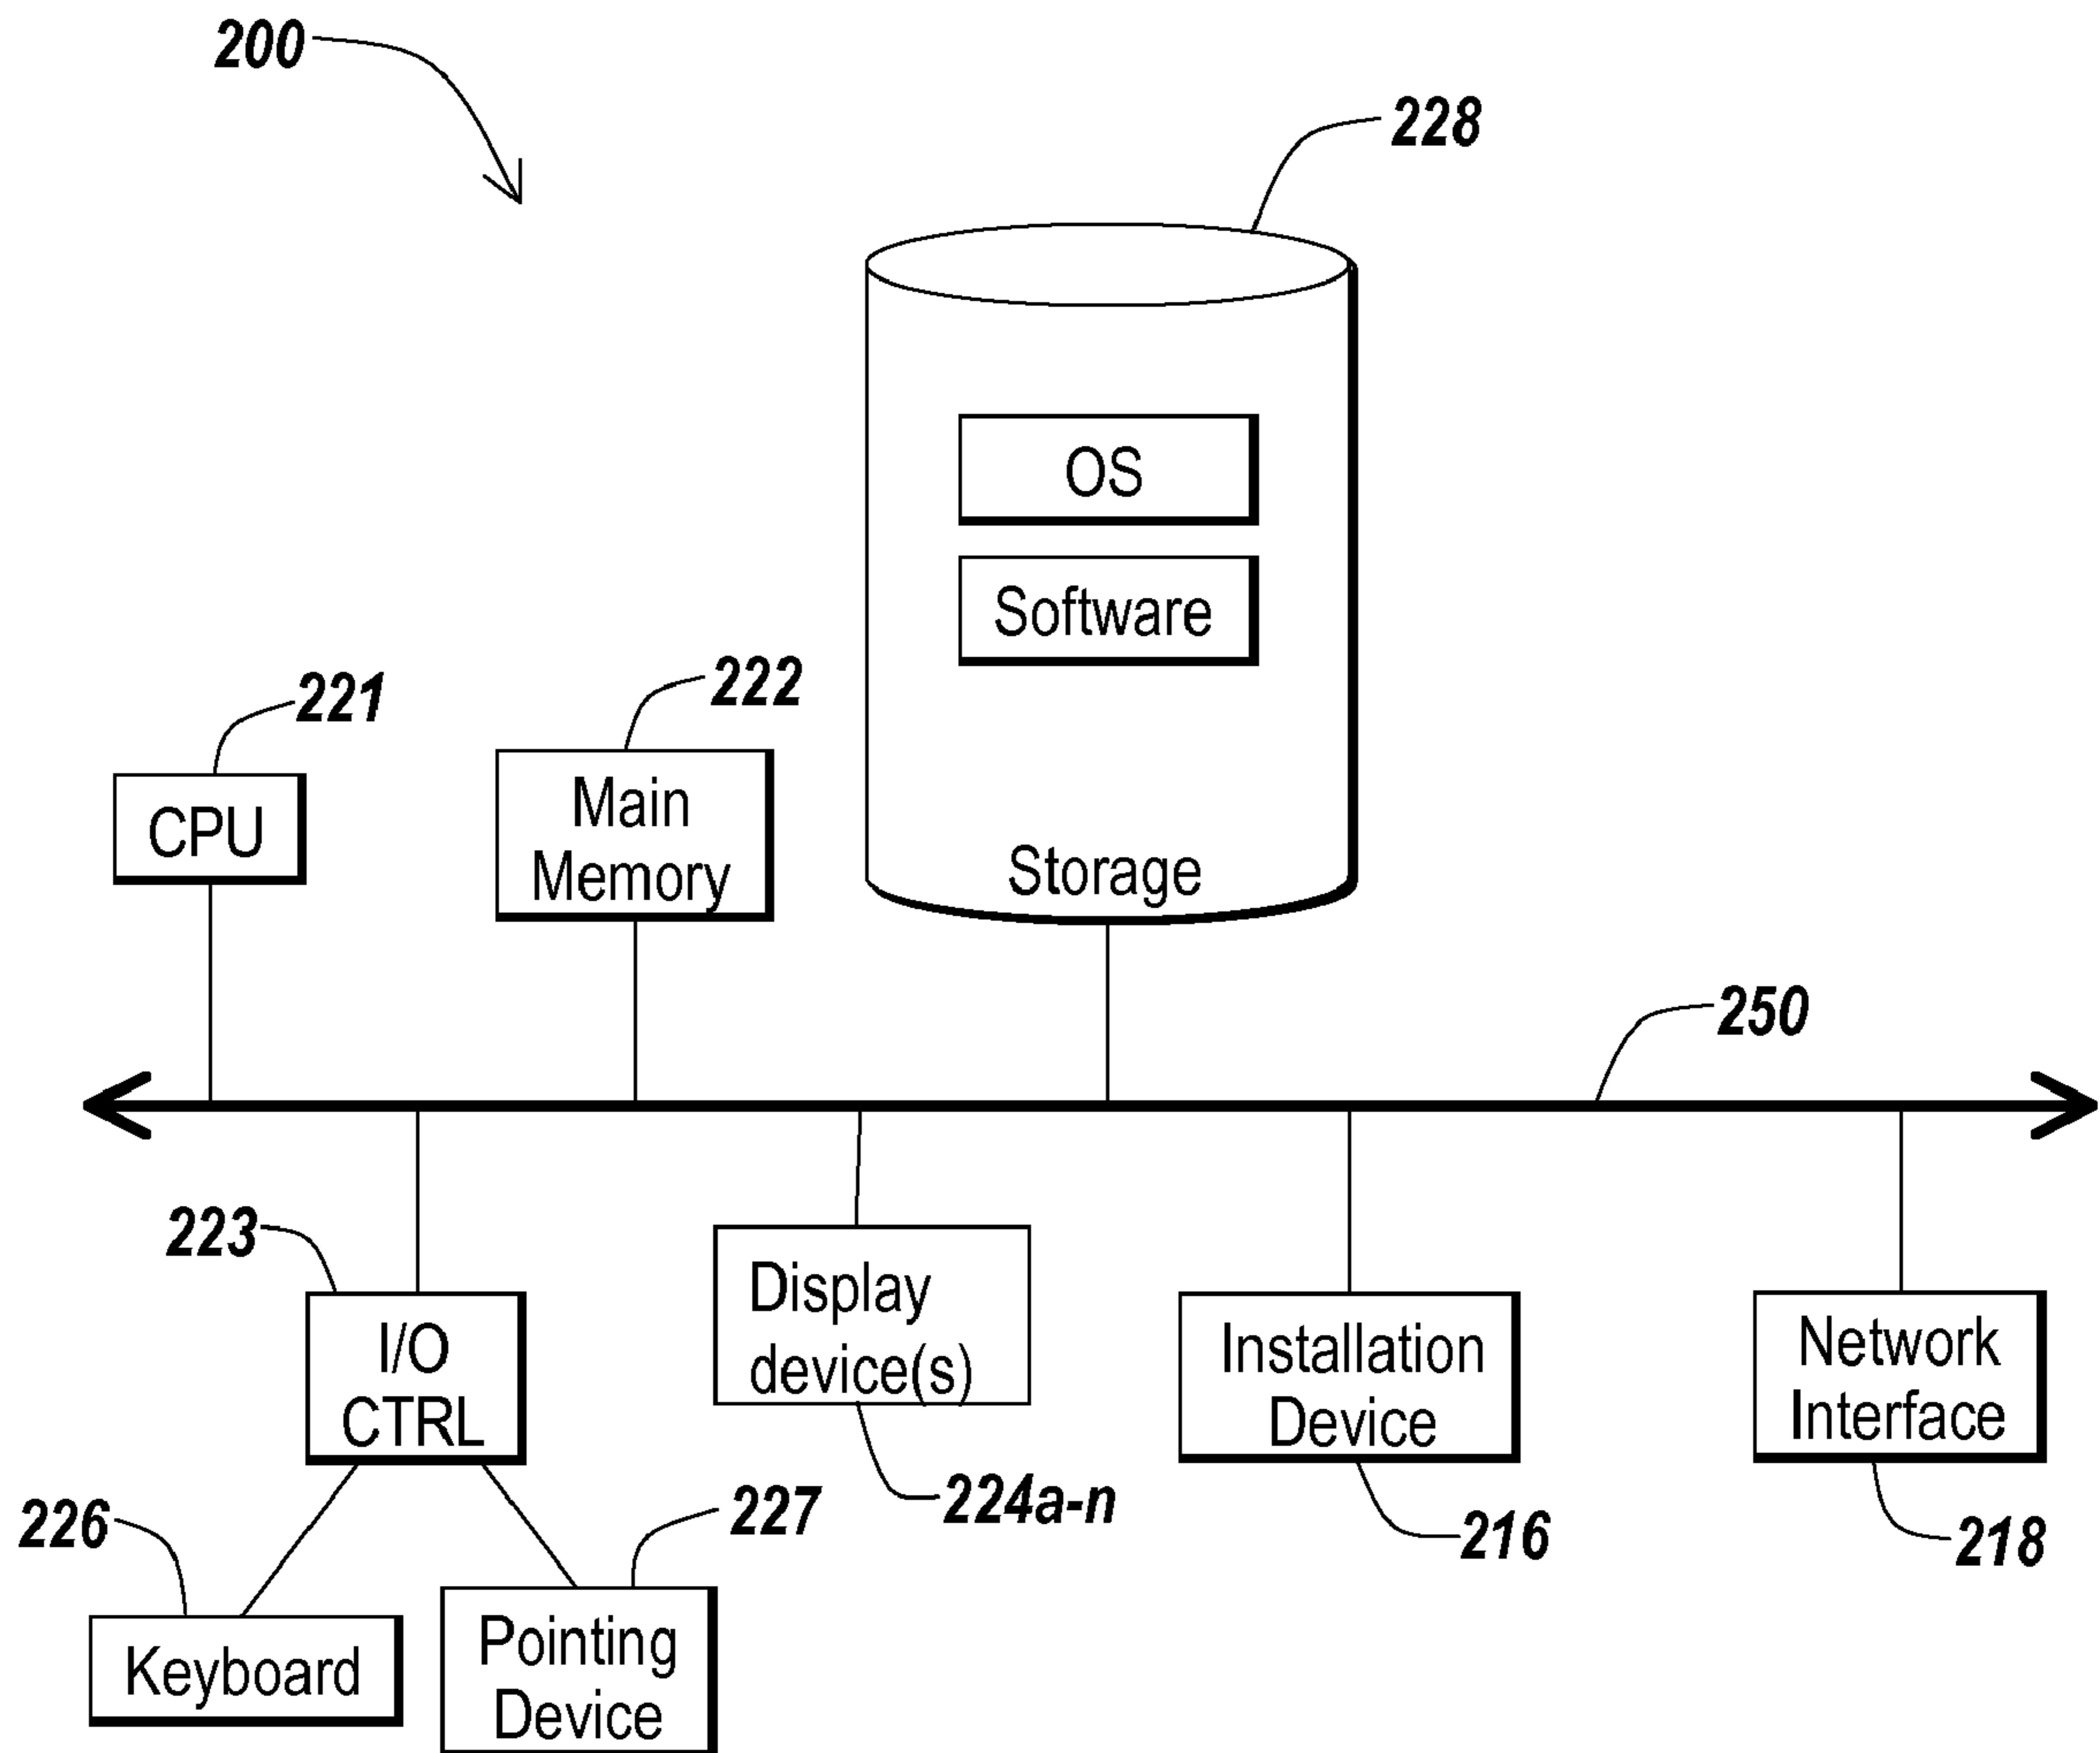 200
228
OS
Software
221
222
CPU
Main
Memory
Storage
250
223
I/O
CTRL
Display
device(s)
Installation
Device
Network
Interface
226
227
224a-n
216
218
Keyboard
Pointing
Device